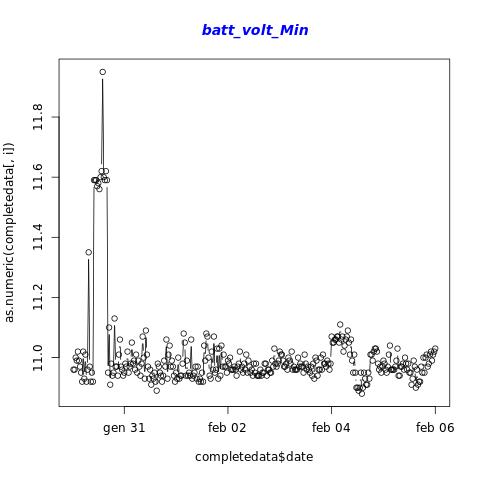 batt_volt_Min
as.numeric(completedata[, i])
11.8
11.6
11.4
11.2
11.0
gen 31
feb 02
feb 04
feb 06
completedata$date